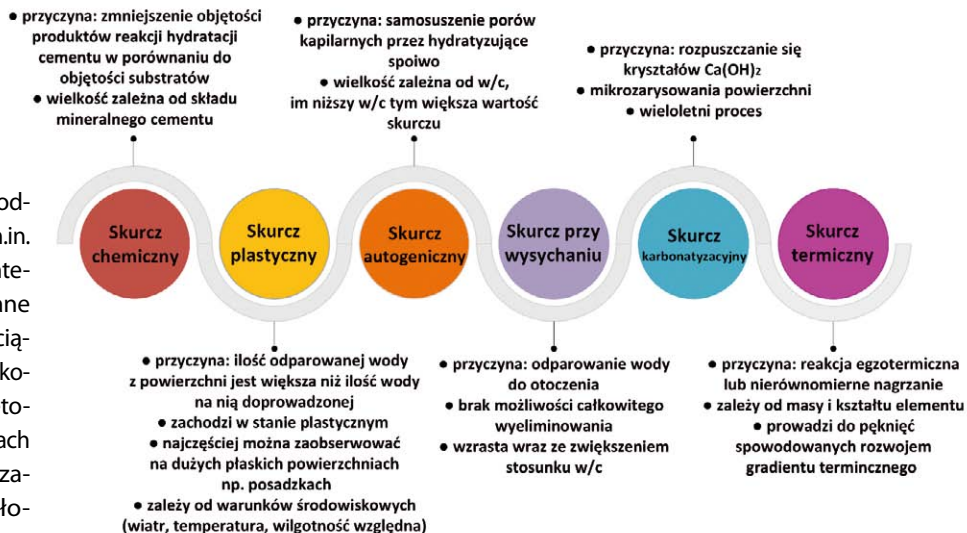 ● przyczyna: zmniejszenie objętości
produktów reakcji hydratacji
cementu w porównaniu do
objętości substratów
● wielkość zależna od składu
mineralnego cementu
● przyczyna: samosuszenie porów
kapilarnych przez hydratyzujące
spoiwo
● wielkość zależna od w/c,
im niższy w/c tym większa wartość
skurczu
● przyczyna: rozpuszczanie się
kryształów Ca(OH)₂
● mikrozarysowania powierzchni
● wieloletni proces
Skurcz
chemiczny
Skurcz
plastyczny
Skurcz
autogeniczny
Skurcz przy
wysychaniu
Skurcz
karbonatyzacyjny
Skurcz
termiczny
● przyczyna: ilość odparowanej wody
z powierzchni jest większa niż ilość wody
na nią doprowadzonej
● zachodzi w stanie plastycznym
● najczęściej można zaobserwować
na dużych płaskich powierzchniach
np. posadzkach
● zależy od warunków środowiskowych
(wiatr, temperatura, wilgotność względna)
● przyczyna: odparowanie wody
do otoczenia
● brak możliwości całkowitego
wyeliminowania
● wzrasta wraz ze zwiększeniem
stosunku w/c
● przyczyna: reakcja egzotermiczna
lub nierównomierne nagrzanie
● zależy od masy i kształtu elementu
● prowadzi do pęknięć
spowodowanych rozwojem
gradientu termincznego
od-
.in.
ate-
ane
cią-
ko-
eto-
ach
za-
ło-